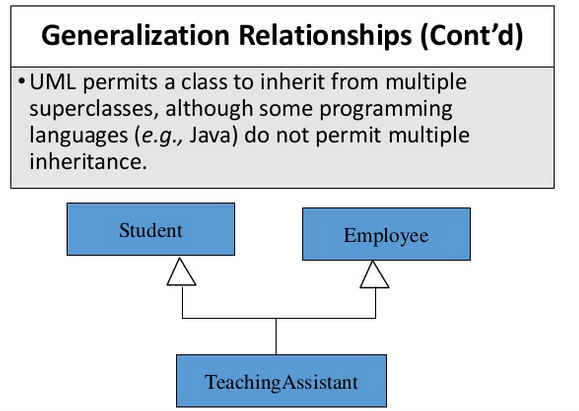 Generalization Relationships (Cont’d)
• UML permits a class to inherit from multiple
superclasses, although some programming
languages (e.g., Java) do not permit multiple
inheritance.
Student
Employee
TeachingAssistant